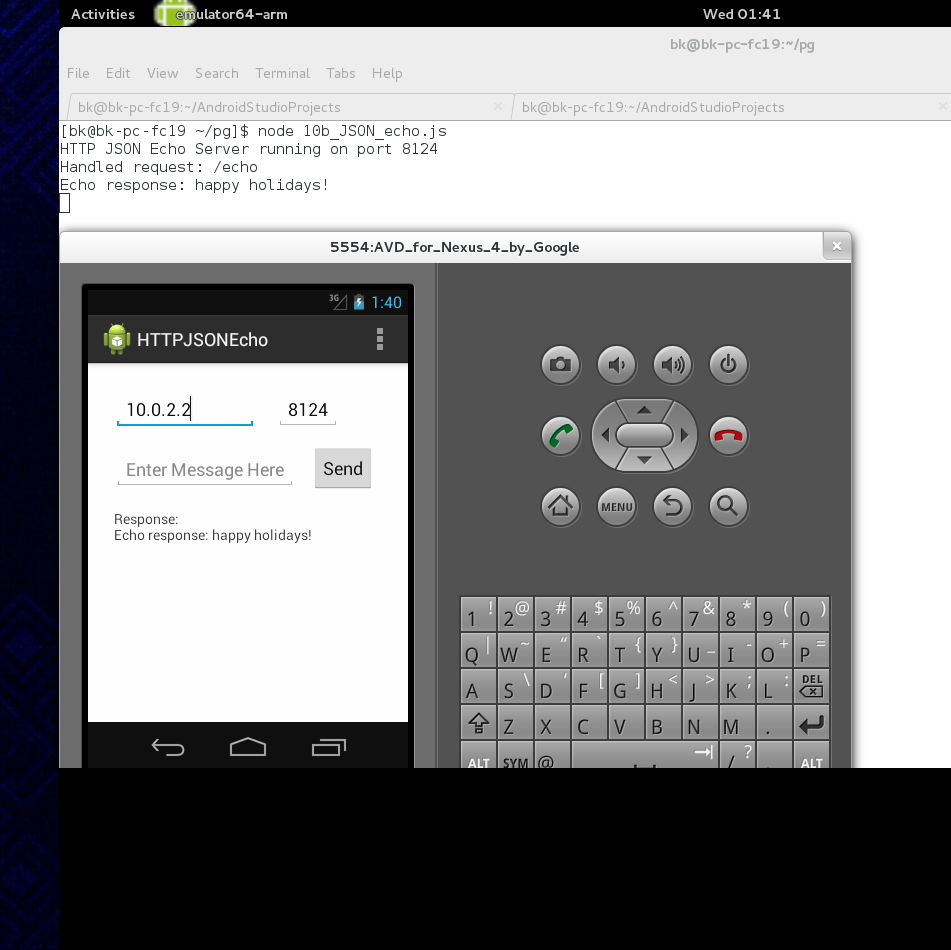 Activities emulator64-arm Wed 01:41
bk@bk-pc-fc19:~/pg
File Edit View Search Terminal Tabs Help
bk@bk-pc-fc19:~/AndroidStudioProjects × bk@bk-pc-fc19:~/AndroidStudioProjects ×
[bk@bk-pc-fc19 ~/pg]$ node 10b_JSON_echo.js
HTTP JSON Echo Server running on port 8124
Handled request: /echo
Echo response: happy holidays!
5554:AVD_for_Nexus_4_by_Google ×
3G 1:40
HTTPJSONEcho
10.0.2.2 8124
Enter Message Here Send
Response:
Echo response: happy holidays!
MENU
1 ! 2 @ 3 # 4 $ 5 % 6 ^ 7 & 8 * 9 ( 0 )
Q | W ~ E “ R ` T { Y } U _ I - O + P =
A S \ D ‘ F [ G ] H < J > K ; L : DEL
Z X C V B N M .
ALT SYM @ / ? ALT